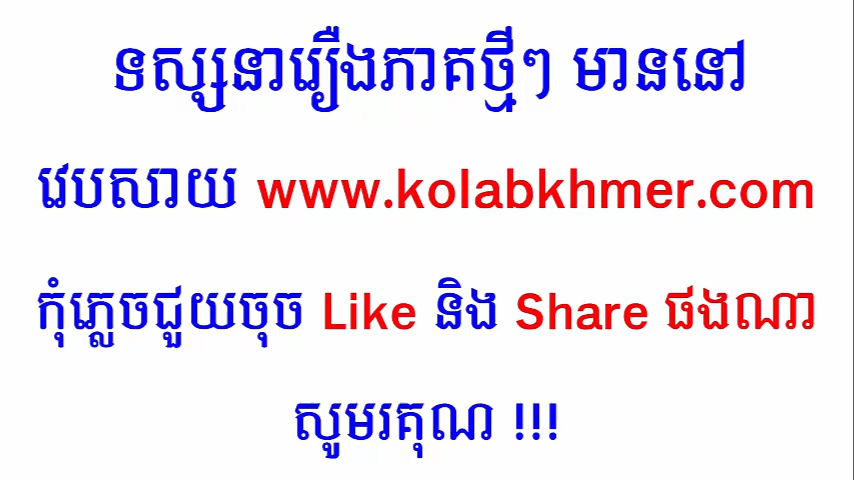 ទស្សនារឿងភាគថ្មីៗ មាននៅ
វេបសាយ www.kolabkhmer.com
កុំភ្លេចជួយចុច Like និង Share ផងណា
សូមរគុណ !!!